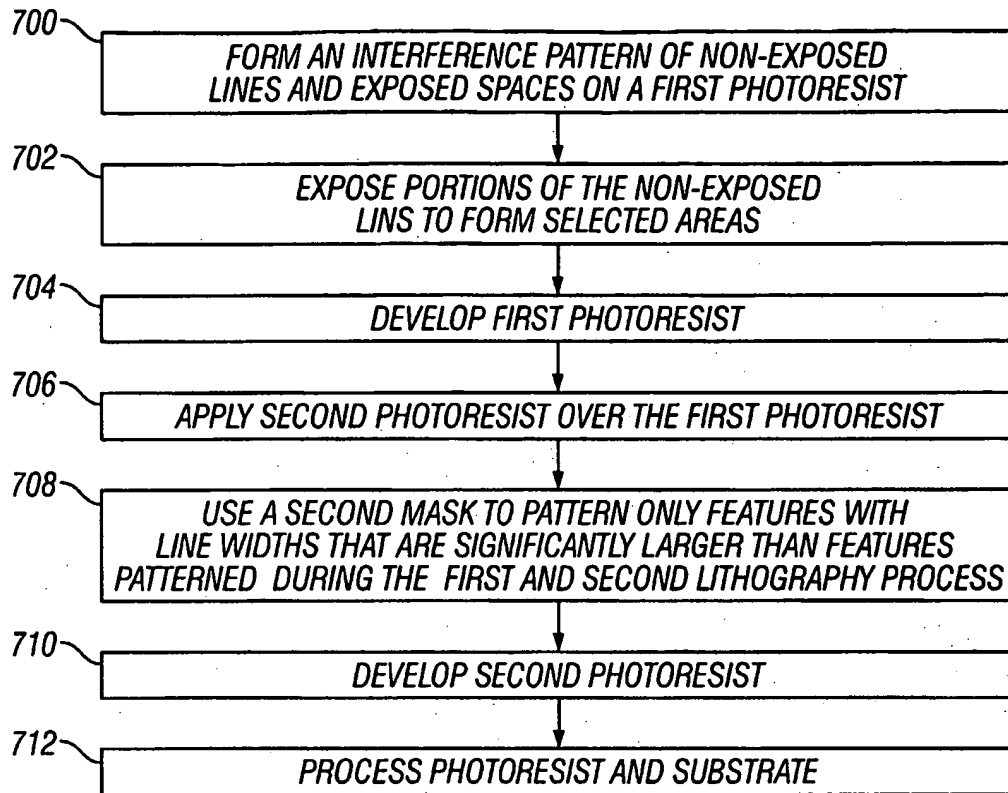 700
FORM AN INTERFERENCE PATTERN OF NON-EXPOSED
LINES AND EXPOSED SPACES ON A FIRST PHOTORESIST
702
EXPOSE PORTIONS OF THE NON-EXPOSED
LINS TO FORM SELECTED AREAS
704
DEVELOP FIRST PHOTORESIST
706
APPLY SECOND PHOTORESIST OVER THE FIRST PHOTORESIST
708
USE A SECOND MASK TO PATTERN ONLY FEATURES WITH
LINE WIDTHS THAT ARE SIGNIFICANTLY LARGER THAN FEATURES
PATTERNED DURING THE FIRST AND SECOND LITHOGRAPHY PROCESS
710
DEVELOP SECOND PHOTORESIST
712
PROCESS PHOTORESIST AND SUBSTRATE